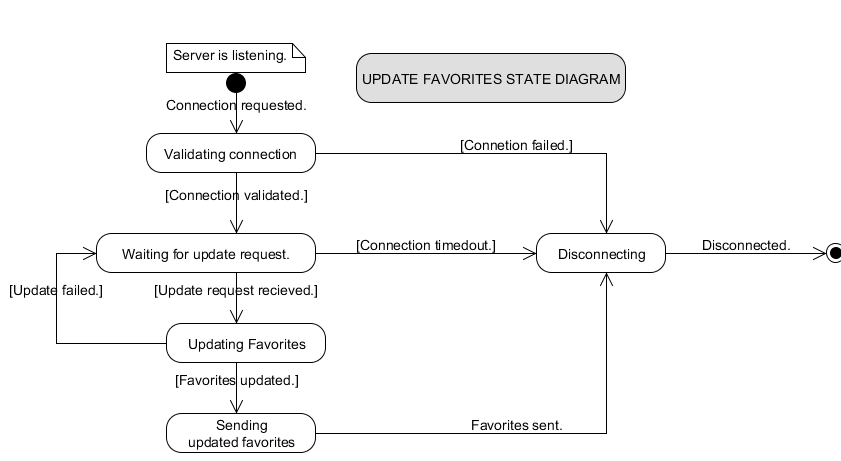 Server is listening.
UPDATE FAVORITES STATE DIAGRAM
Connection requested.
Validating connection
[Connetion failed.]
[Connection validated.]
Waiting for update request.
[Connection timedout.]
Disconnecting
Disconnected.
[Update failed.]
[Update request recieved.]
Updating Favorites
[Favorites updated.]
Sending
updated favorites
Favorites sent.